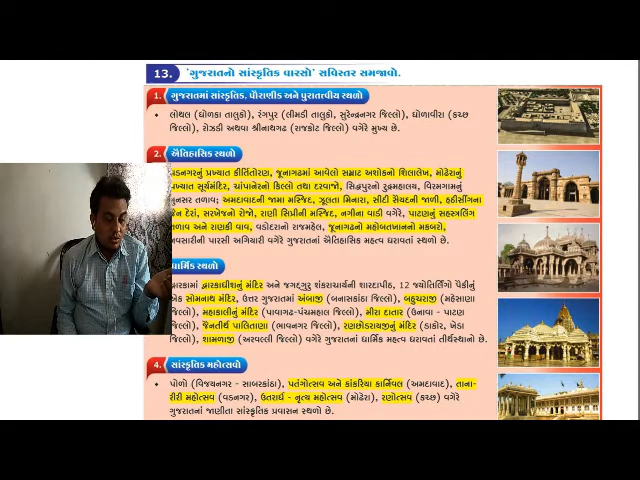 13. 'ગુજરાતનો સાંસ્કૃતિક વારસો' સવિસ્તર સમજાવો.
1. ગુજરાતમાં સાંસ્કૃતિક, પૌરાણીક અને પુરાતત્વીય સ્થળો
• લોથલ (ધોળકા તાલુકો), રંગપુર (લીમડી તાલુકો, સુરેન્દ્રનગર જિલ્લો), ધોળાવીરા (કચ્છ
જિલ્લો), રોઝડી અથવા શ્રીનાથગઢ (રાજકોટ જિલ્લો) વગેરે મુખ્ય છે.
2. ઐતિહાસિક સ્થળો
વડનગરનું પ્રખ્યાત કીર્તિતોરણ, જૂનાગઢમાં આવેલો સમ્રાટ અશોકનો શિલાલેખ, મોઢેરાનું
પ્રખ્યાત સૂર્યમંદિર, ચાંપાનેરનો કિલ્લો તથા દરવાજો, સિદ્ધપુરનો રુદ્રમહાલય, વિરમગામનું
મુનસર તળાવ; અમદાવાદની જામા મસ્જિદ, ઝૂલતા મિનારા, સીદી સૈયદની જાળી, હઠીસીંગના
જૈન દેરાં, સરખેજનો રોજો, રાણી સિપ્રીની મસ્જિદ, નગીના વાડી વગેરે, પાટણનું સહસ્ત્રલિંગ
તળાવ અને રાણકી વાવ, વડોદરાનો રાજમહેલ, જૂનાગઢનો મહોબતખાનનો મકબરો,
નવસારીની પારસી અગિયારી વગેરે ગુજરાતનાં ઐતિહાસિક મહત્વ ધરાવતાં સ્થળો છે.
ધાર્મિક સ્થળો
દ્વારકામાં દ્વારકાધીશનું મંદિર અને જગદ્ગુરુ શંકરાચાર્યની શારદાપીઠ, 12 જ્યોતિર્લિંગો પૈકીનું
એક સોમનાથ મંદિર, ઉત્તર ગુજરાતમાં અંબાજી (બનાસકાંઠા જિલ્લો), બહુચરાજી (મહેસાણા
જિલ્લો), મહાકાળીનું મંદિર (પાવાગઢ-પંચમહાલ જિલ્લો), મીરા દાતાર (ઉનાવા - પાટણ
જિલ્લો), જૈનતીર્થ પાલિતાણા (ભાવનગર જિલ્લો), રણછોડરાયજીનું મંદિર (ડાકોર, ખેડા
જિલ્લો), શામળાજી (અરવલ્લી જિલ્લો) વગેરે ગુજરાતનાં ધાર્મિક મહત્વ ધરાવતાં તીર્થસ્થાનો છે.
4. સાંસ્કૃતિક મહોત્સવો
• પોળો (વિજયનગર - સાબરકાંઠા), પતંગોત્સવ અને કાંકરિયા કાર્નિવલ (અમદાવાદ), તાના-
રીરી મહોત્સવ (વડનગર), ઉતરાર્ધ - નૃત્ય મહોત્સવ (મોઢેરા), રણોત્સવ (કચ્છ) વગેરે
ગુજરાતનાં જાણીતા સાંસ્કૃતિક પ્રવાસન સ્થળો છે.